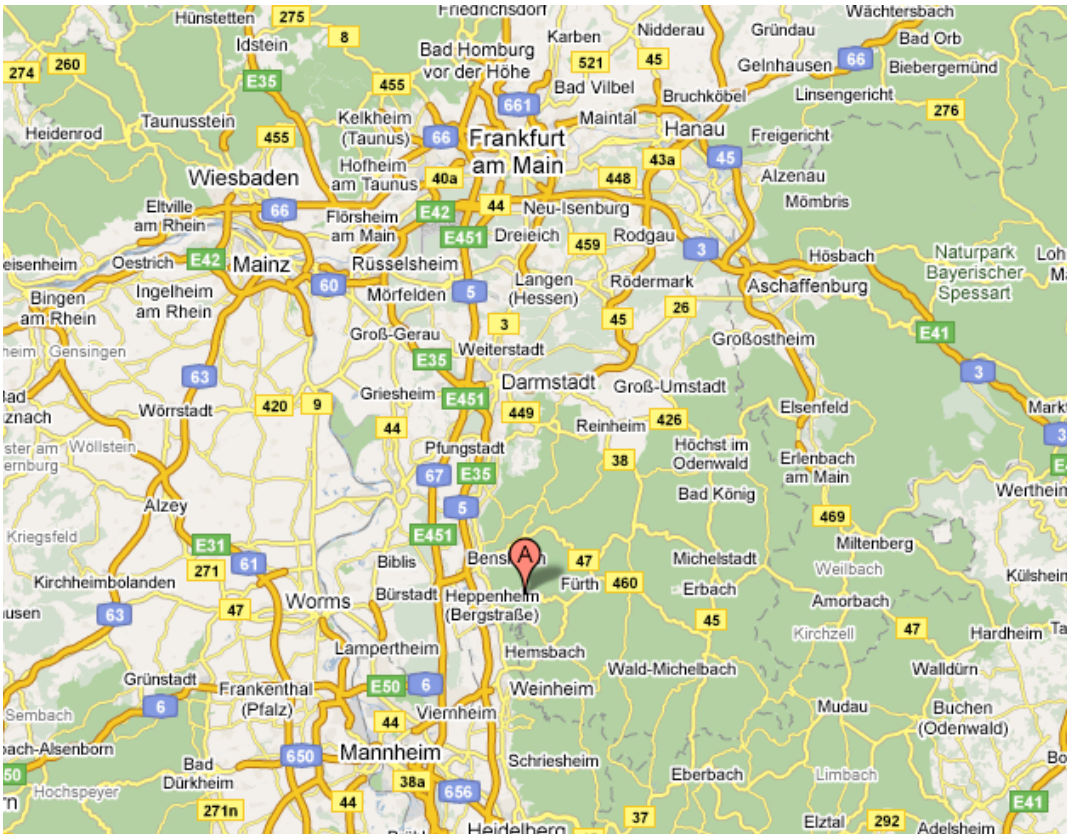 Friedrichsdorf
Wächtersbach
Hünstetten
275
Nidderau
Gründau
Bad Orb
8
Karben
45
Idstein
Bad Homburg
vor der Höhe
521
Gelnhausen
66
Biebergemünd
274
260
E35
455
Bad Vilbel
Bruchköbel
Linsengericht
661
276
Taunusstein
Kelkheim
(Taunus)
Maintal
Hanau
Heidenrod
455
66
Frankfurt
am Main
Freigericht
Hofheim
am Taunus
43a
45
Wiesbaden
40a
448
Alzenau
Eltville
am Rhein
66
Flörsheim
am Main
E42
44
Neu-Isenburg
Mömbris
E451
Dreieich
459
Rodgau
3
Hösbach
Naturpark
Bayerischer
Spessart
Oestrich
E42
Mainz
Rüsselsheim
Bingen
am Rhein
Ingelheim
am Rhein
60
Mörfelden
5
Langen
(Hessen)
Rödermark
Aschaffenburg
26
3
45
Groß-Gerau
E41
Großostheim
Gensingen
E35
Weiterstadt
63
3
Darmstadt
Groß-Umstadt
Griesheim
E451
Wörrstadt
420
9
449
426
Elsenfeld
44
Reinheim
Wöllstein
Pfungstadt
Höchst im
Odenwald
38
Erlenbach
am Main
67
E35
Bad König
Alzey
5
469
Kriegsfeld
E451
Miltenberg
E31
Biblis
47
Michelstadt
Weilbach
271
61
A
Kirchheimbolanden
Bürstadt
Heppenheim
(Bergstraße)
Fürth
460
Erbach
Amorbach
Worms
63
47
45
47
Kirchzell
Hardheim
Lampertheim
Hemsbach
Wald-Michelbach
Walldürn
Grünstadt
E50
6
Frankenthal
(Pfalz)
Weinheim
6
Sembach
44
Viernheim
Mudau
Buchen
(Odenwald)
650
Mannheim
Schriesheim
Bad
Dürkheim
38a
Eberbach
Limbach
Hochspeyer
656
E41
271n
44
37
Elztal
292
Heidelberg
Adelsheim